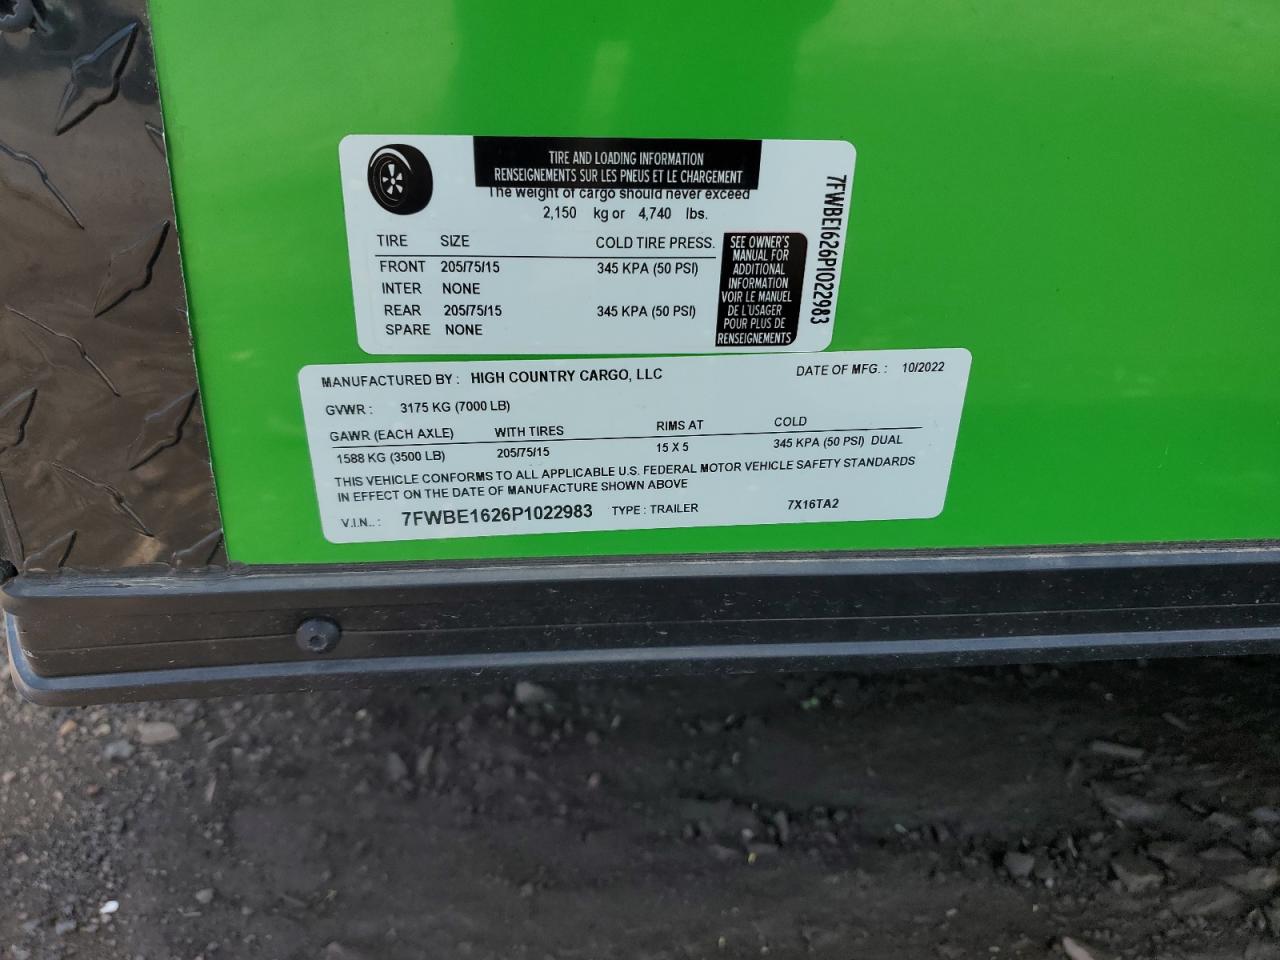 TIRE AND LOADING INFORMATION
RENSEIGNEMENTS SUR LES PNEUS ET LE CHARGEMENT
The weight of cargo should never exceed
2,150 kg or 4,740 lbs.
TIRE SIZE COLD TIRE PRESS.
FRONT 205/75/15 345 KPA (50 PSI)
INTER NONE
REAR 205/75/15 345 KPA (50 PSI)
SPARE NONE
SEE OWNER'S
MANUAL FOR
ADDITIONAL
INFORMATION
VOIR LE MANUEL
DE L'USAGER
POUR PLUS DE
RENSEIGNEMENTS
7FWBE1626P1022983
MANUFACTURED BY : HIGH COUNTRY CARGO, LLC DATE OF MFG. : 10/2022
GVWR : 3175 KG (7000 LB)
GAWR (EACH AXLE) WITH TIRES RIMS AT COLD
1588 KG (3500 LB) 205/75/15 15 X 5 345 KPA (50 PSI) DUAL
THIS VEHICLE CONFORMS TO ALL APPLICABLE U.S. FEDERAL MOTOR VEHICLE SAFETY STANDARDS
IN EFFECT ON THE DATE OF MANUFACTURE SHOWN ABOVE
V.I.N.. : 7FWBE1626P1022983 TYPE : TRAILER 7X16TA2